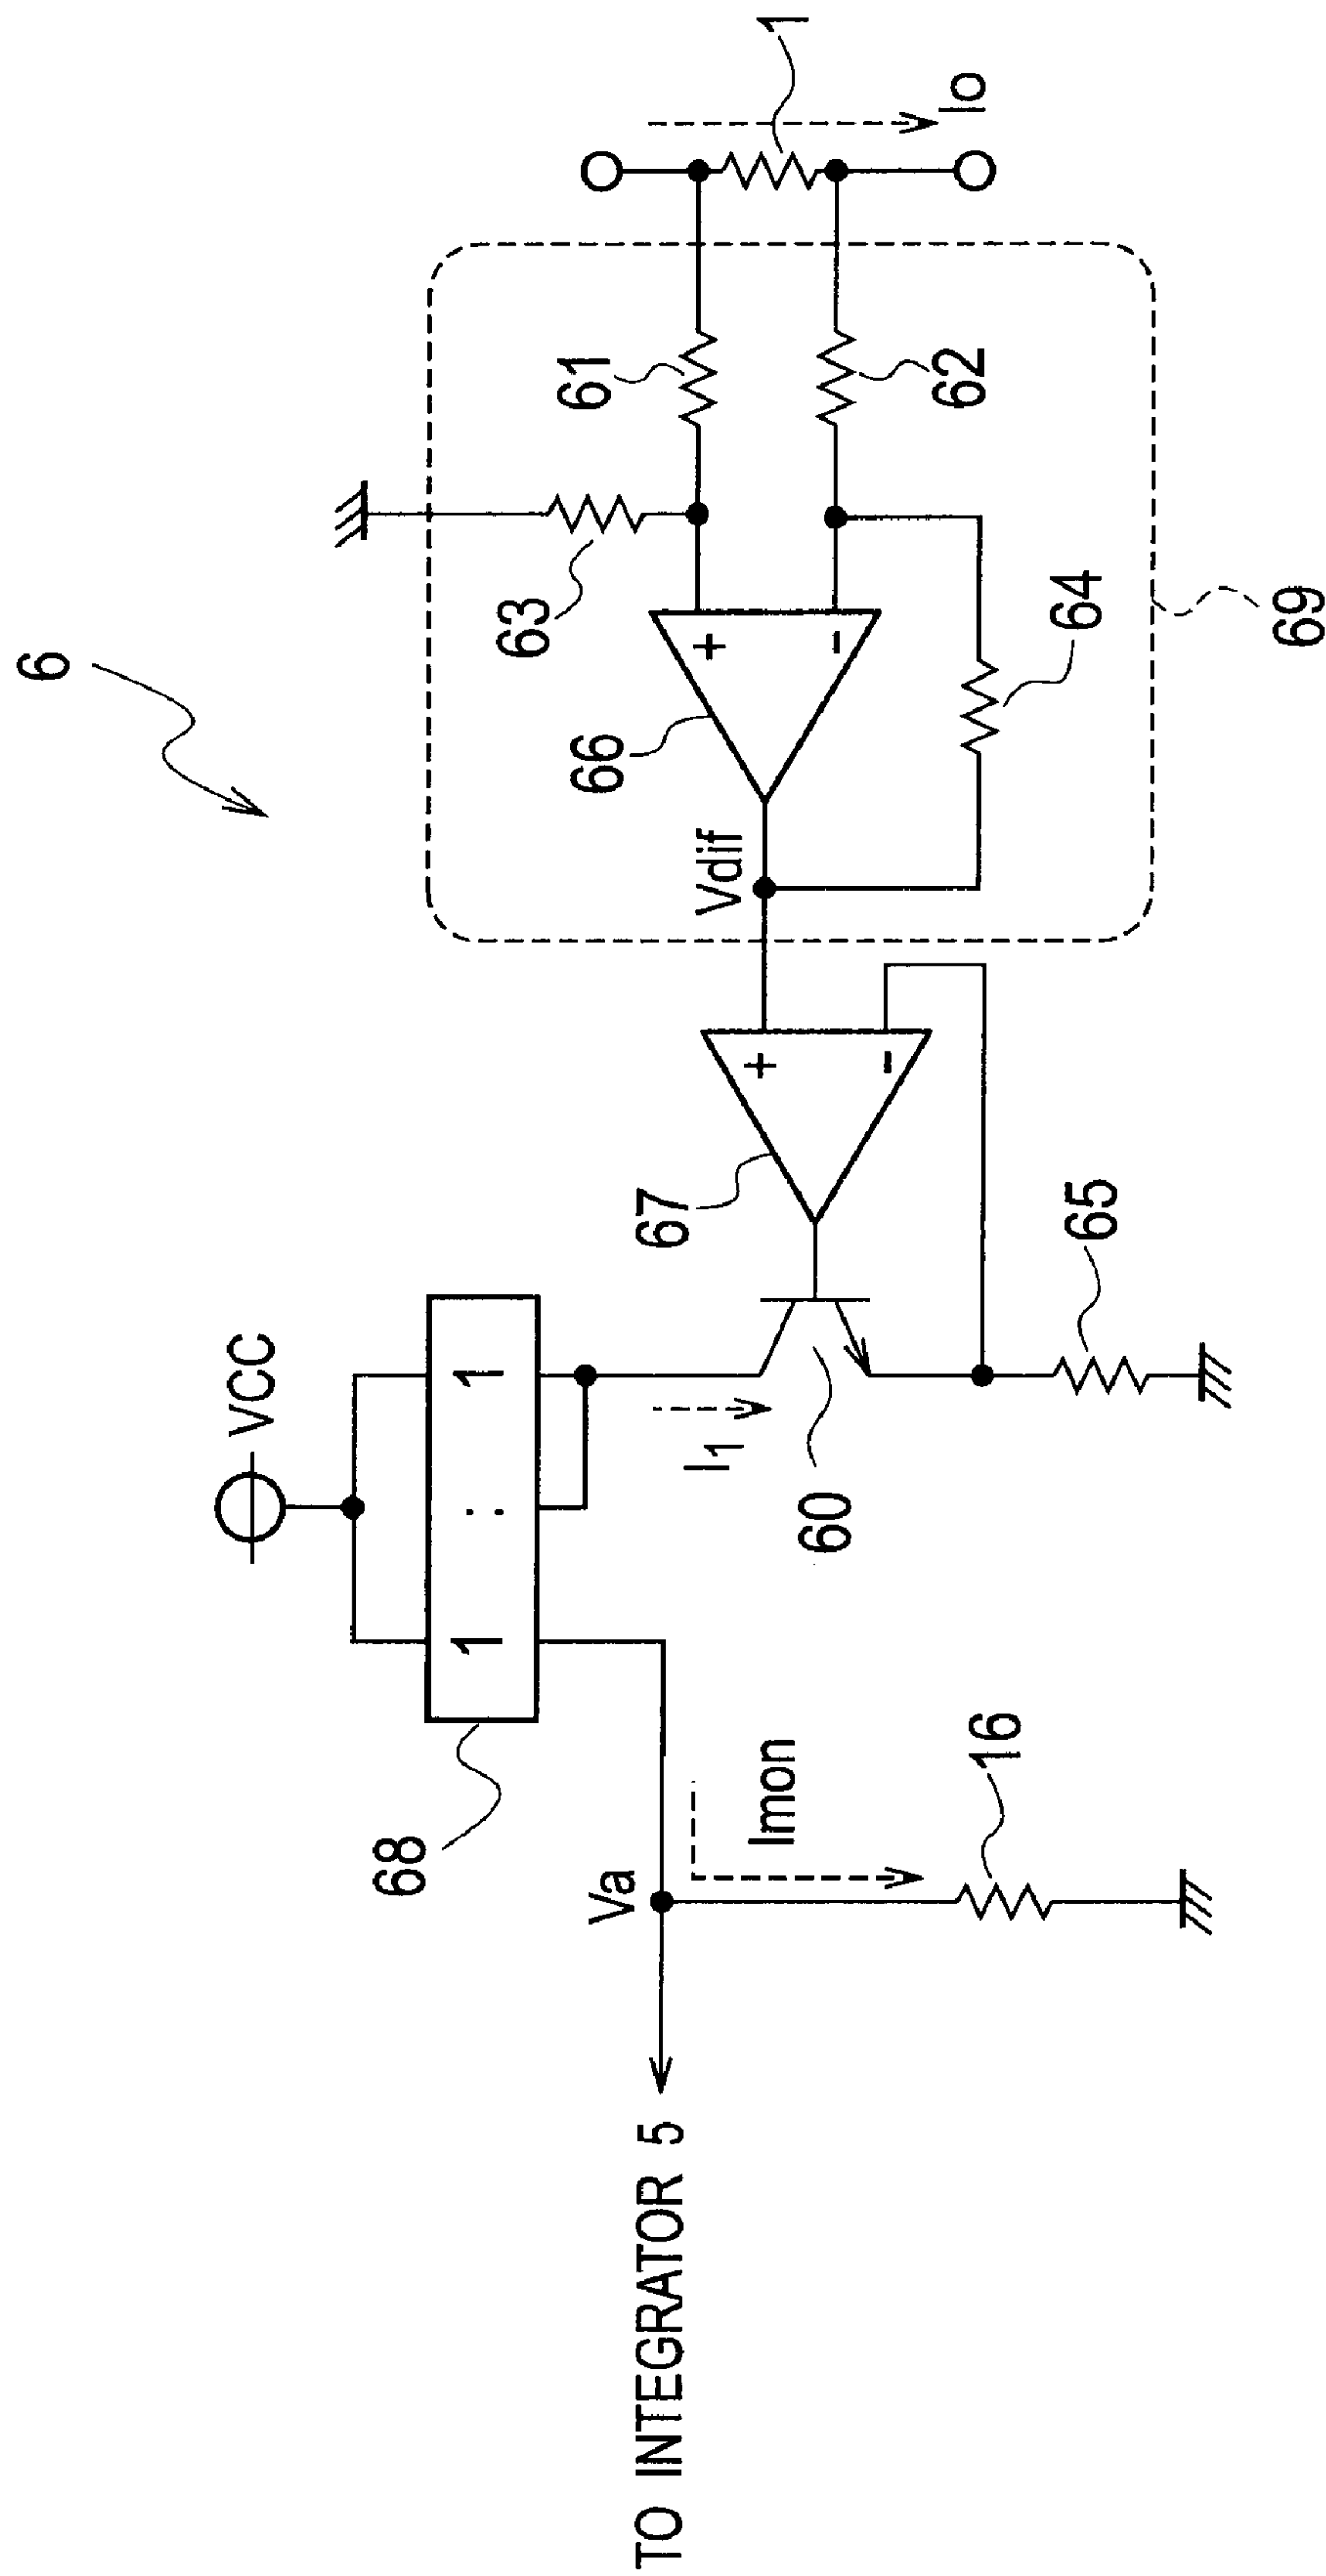 6
VCC
68
1 : 1
63
61
Va
66
TO INTEGRATOR 5
67
I1
Vdif
+
Imon
+
1
60
−
−
62
Io
16
64
65
69